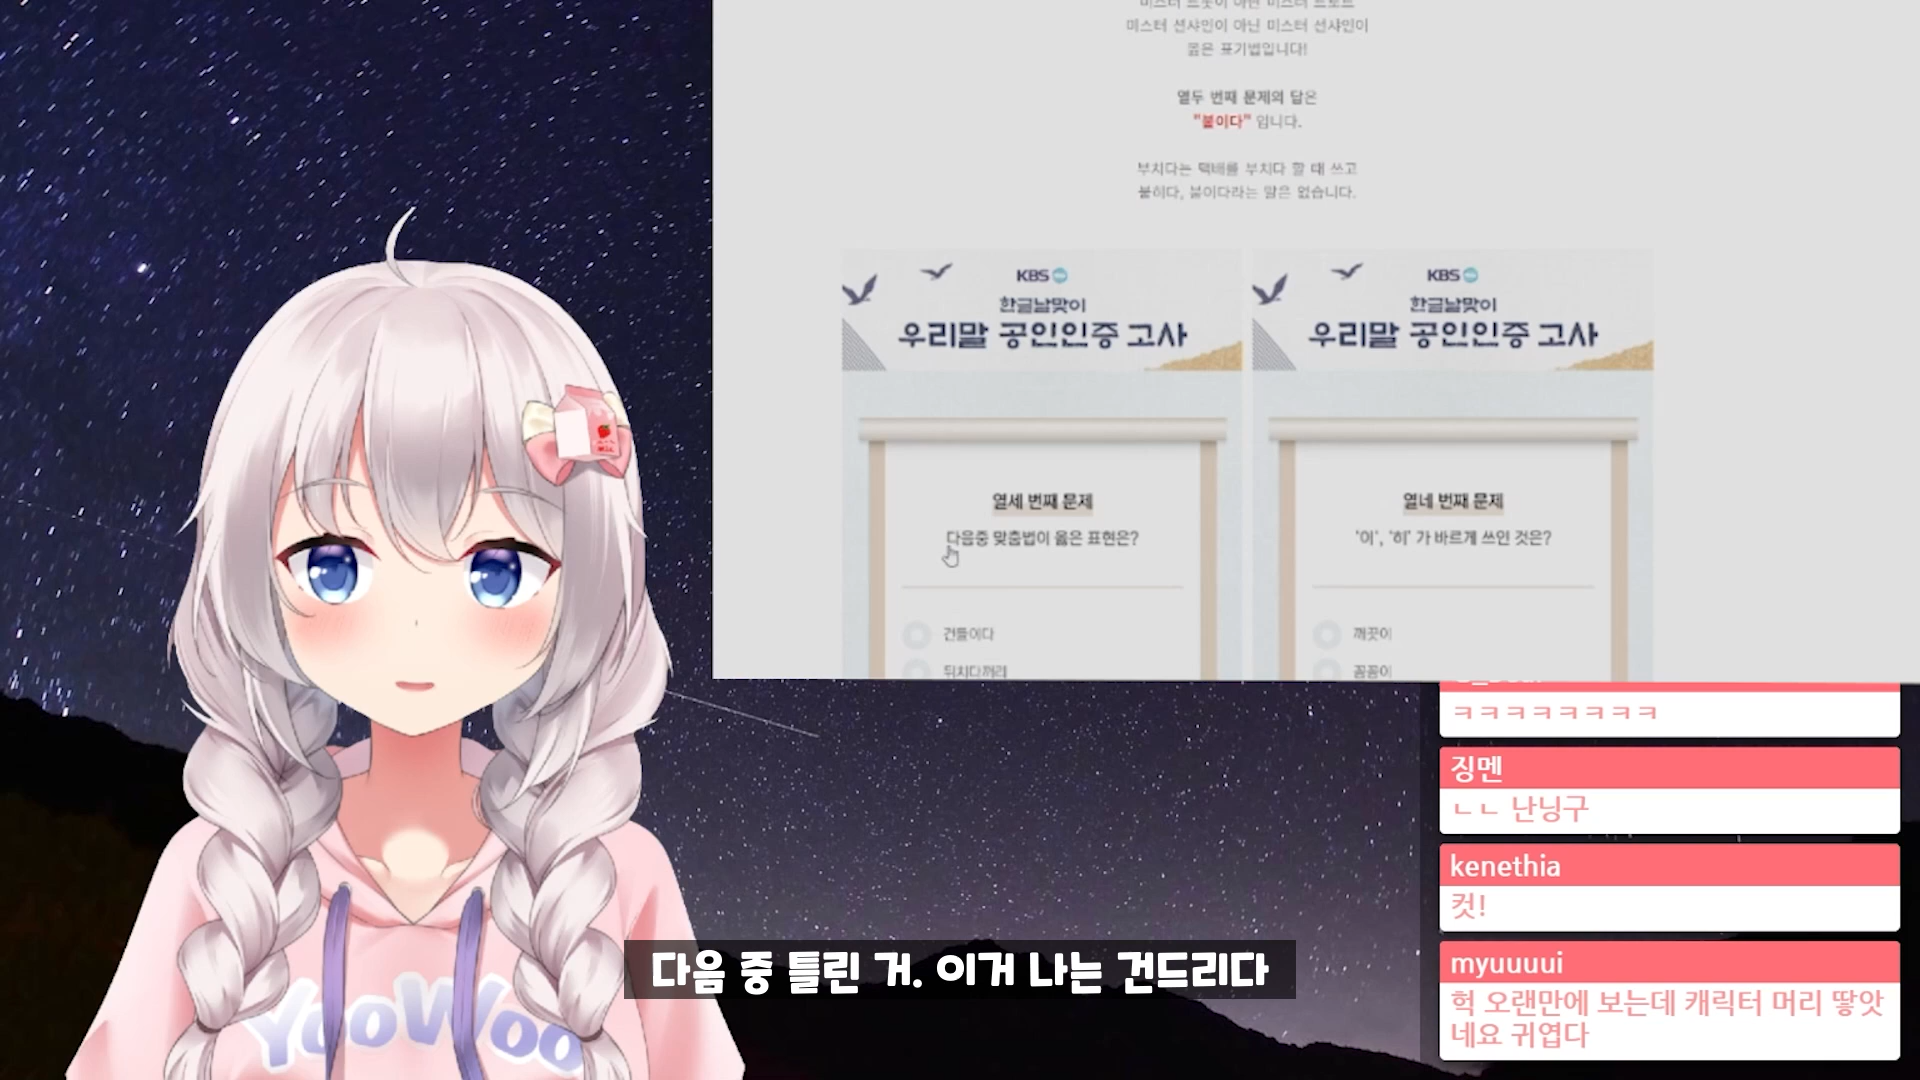 미스터 션샤인이 아닌 미스터 선샤인이
옳은 표기법입니다!
열두 번째 문제의 답은
"붙이다" 입니다.
부치다는 택배를 부치다 할 때 쓰고
붙히다, 붙이다라는 말은 없습니다.
KBS
한글날맞이
우리말 공인인증 고사
열세 번째 문제
다음중 맞춤법이 옳은 표현은?
건들이다
뒤치다꺼리
KBS
한글날맞이
우리말 공인인증 고사
열네 번째 문제
'이', '히' 가 바르게 쓰인 것은?
깨끗이
꼼꼼이
ㅋㅋㅋㅋㅋㅋㅋㅋ
징멘
ㄴㄴ 난닝구
kenethia
컷!
myuuuui
헉 오랜만에 보는데 캐릭터 머리 땋앗
네요 귀엽다
YooWoo
다음 중 틀린 거. 이거 나는 건드리다